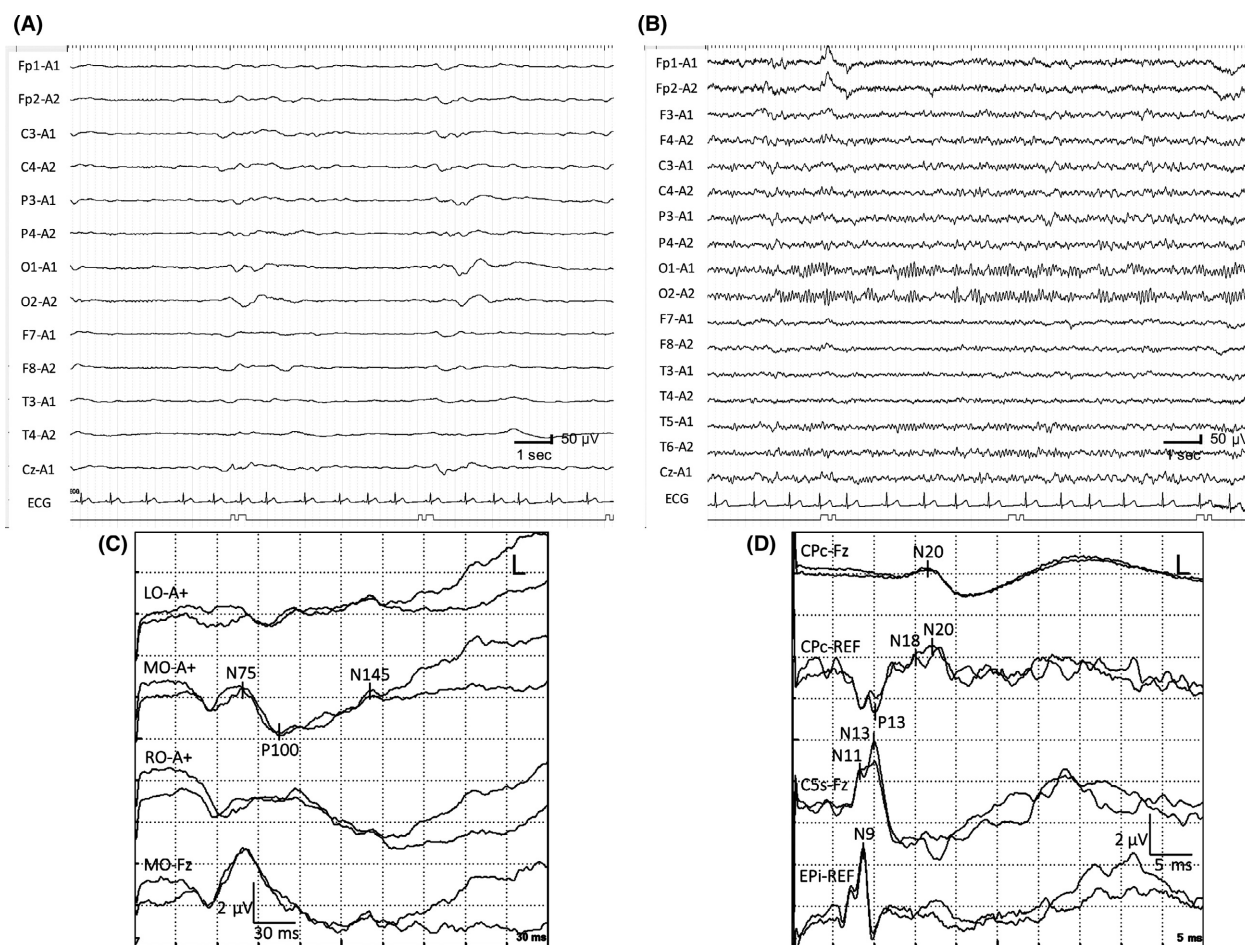 (A)
Fp1-A1
Fp2-A2
C3-A1
C4-A2
P3-A1
P4-A2
O1-A1
O2-A2
F7-A1
F8-A2
T3-A1
T4-A2
Cz-A1
ECG
50 μV
1 sec
(B)
Fp1-A1
Fp2-A2
F3-A1
F4-A2
C3-A1
C4-A2
P3-A1
P4-A2
O1-A1
O2-A2
F7-A1
F8-A2
T3-A1
T4-A2
T5-A1
T6-A2
Cz-A1
ECG
50 μV
1 sec
(C)
L
LO-A+
MO-A+
N75
N145
P100
RO-A+
MO-Fz
2 μV
30 ms
30 ms
(D)
CPc-Fz
N20
L
CPc-REF
N18
N20
P13
N13
N11
C5s-Fz
N9
2 μV
5 ms
EPi-REF
5 ms